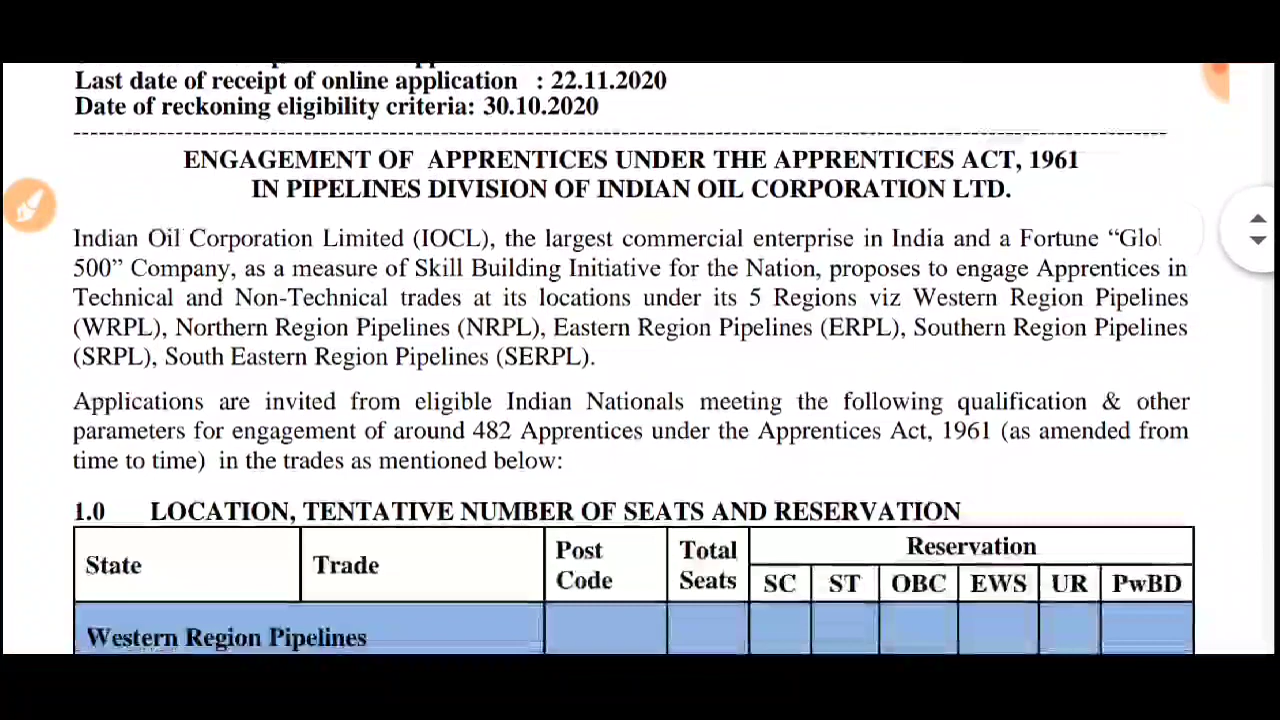 Last date of receipt of online application : 22.11.2020
Date of reckoning eligibility criteria: 30.10.2020
ENGAGEMENT OF APPRENTICES UNDER THE APPRENTICES ACT, 1961
IN PIPELINES DIVISION OF INDIAN OIL CORPORATION LTD.
Indian Oil Corporation Limited (IOCL), the largest commercial enterprise in India and a Fortune
500” Company, as a measure of Skill Building Initiative for the Nation, proposes to engage Apprentices in
Technical and Non-Technical trades at its locations under its 5 Regions viz Western Region Pipelines
(WRPL), Northern Region Pipelines (NRPL), Eastern Region Pipelines (ERPL), Southern Region Pipelines
(SRPL), South Eastern Region Pipelines (SERPL).
Applications are invited from eligible Indian Nationals meeting the following qualification & other
parameters for engagement of around 482 Apprentices under the Apprentices Act, 1961 (as amended from
time to time) in the trades as mentioned below:
1.0 LOCATION, TENTATIVE NUMBER OF SEATS AND RESERVATION
State Trade Post Code Total Seats Reservation
SC ST OBC EWS UR PwBD
Western Region Pipelines